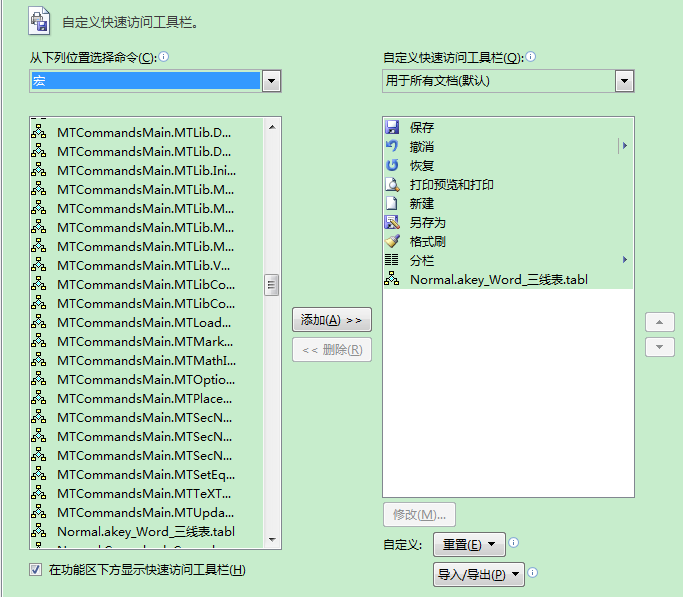 自定义快速访问工具栏。
从下列位置选择命令(C):
宏
MTCommandsMain.MTLib.D...
MTCommandsMain.MTLib.D...
MTCommandsMain.MTLib.Ini...
MTCommandsMain.MTLib.M...
MTCommandsMain.MTLib.M...
MTCommandsMain.MTLib.M...
MTCommandsMain.MTLib.M...
MTCommandsMain.MTLib.V...
MTCommandsMain.MTLibCo...
MTCommandsMain.MTLibCo...
MTCommandsMain.MTLoad...
MTCommandsMain.MTMark...
MTCommandsMain.MTMathI...
MTCommandsMain.MTOptio...
MTCommandsMain.MTPlace...
MTCommandsMain.MTSecN...
MTCommandsMain.MTSecN...
MTCommandsMain.MTSecN...
MTCommandsMain.MTSetEq...
MTCommandsMain.MTTeXT...
MTCommandsMain.MTUpda...
Normal.akey_Word_三线表.tabl
在功能区下方显示快速访问工具栏(H)
添加(A) >>
<< 删除(R)
自定义快速访问工具栏(Q):
用于所有文档(默认)
保存
撤消
恢复
打印预览和打印
新建
另存为
格式刷
分栏
Normal.akey_Word_三线表.tabl
修改(M)...
自定义:
重置(E)
导入/导出(P)